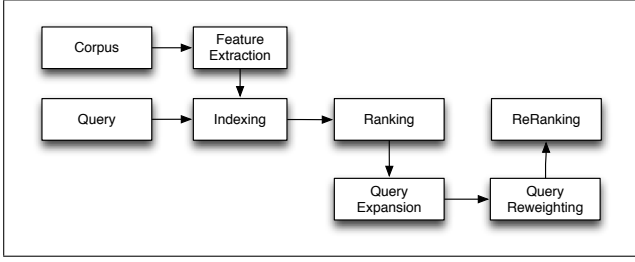 Corpus
Feature
Extraction
Query
Indexing
Ranking
ReRanking
Query
Expansion
Query
Reweighting